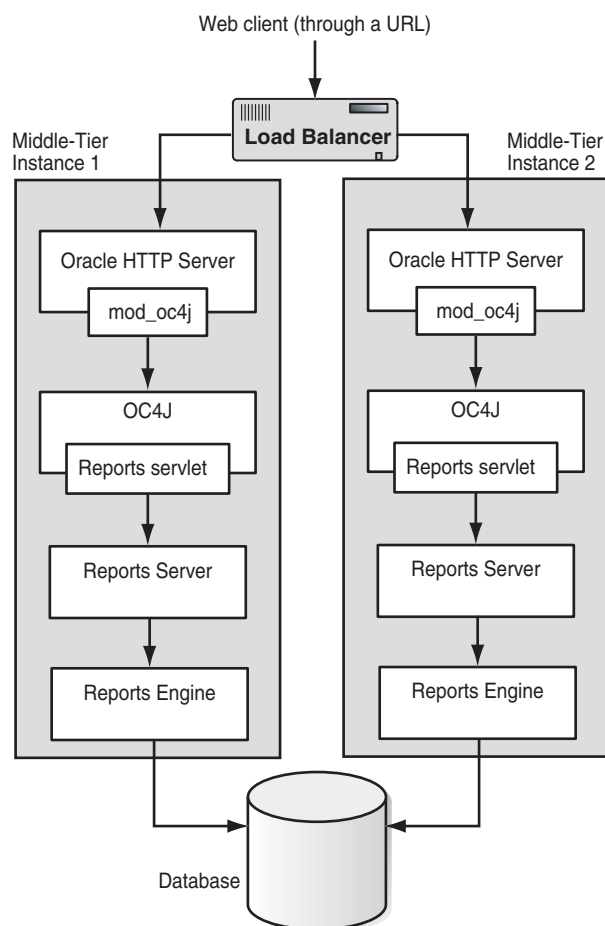 Web client (through a URL)
Load Balancer
Middle-Tier
Instance 1
Oracle HTTP Server
mod_oc4j
OC4J
Reports servlet
Reports Server
Reports Engine
Middle-Tier
Instance 2
Oracle HTTP Server
mod_oc4j
OC4J
Reports servlet
Reports Server
Reports Engine
Database